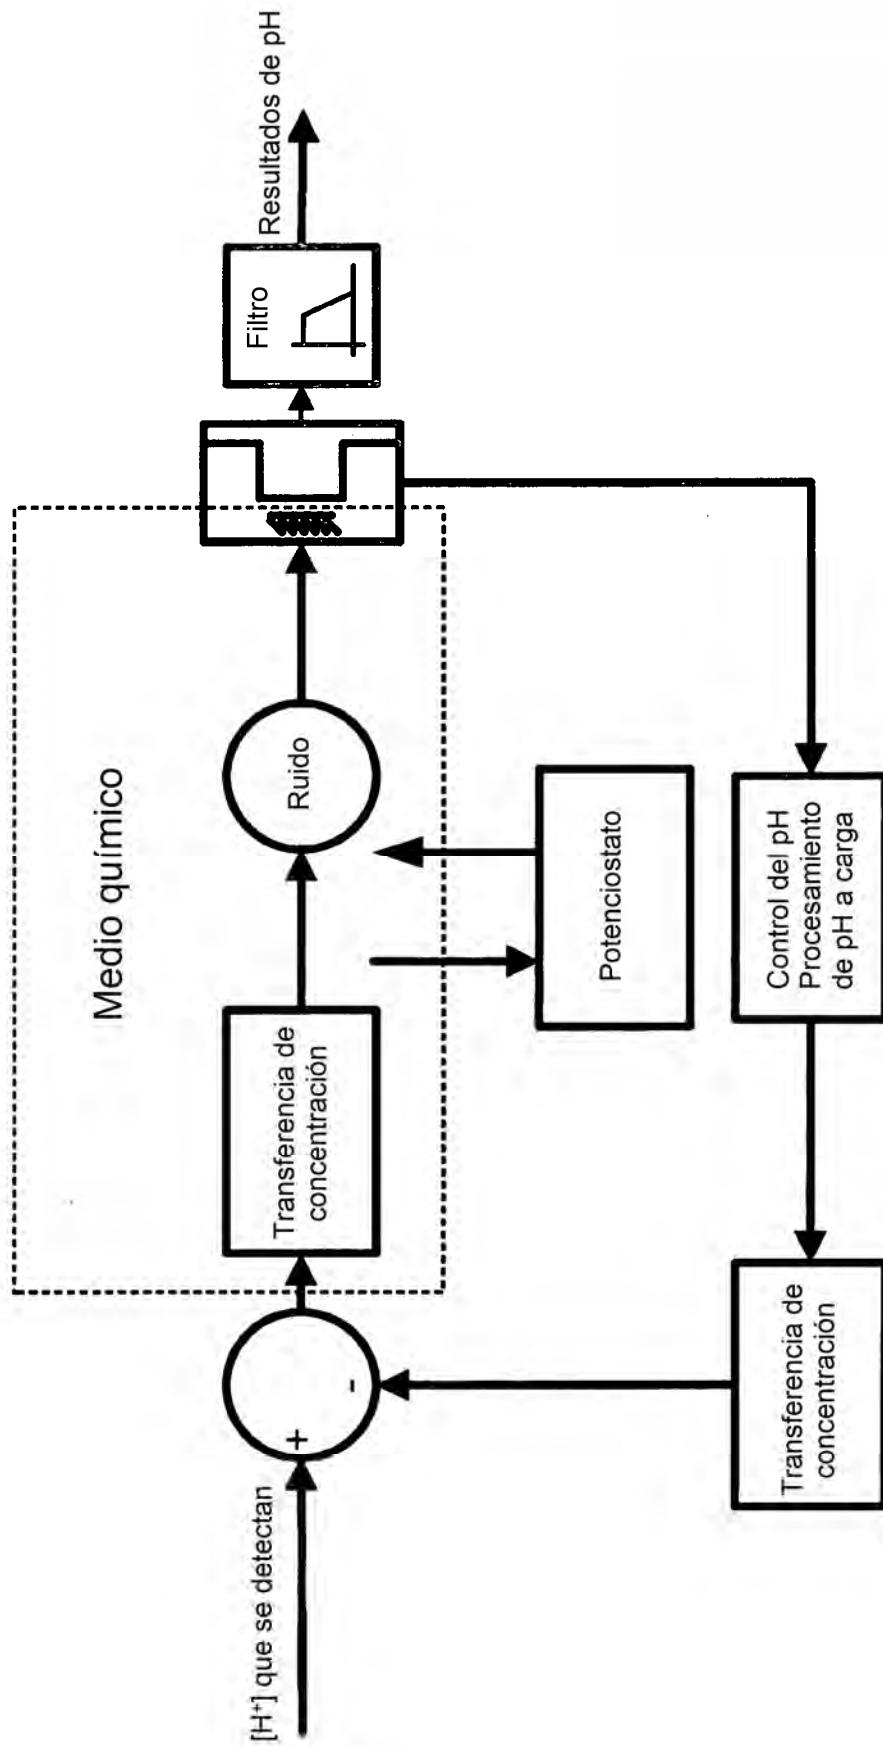 Medio químico
[H⁺] que se detectan
+
-
Transferencia de
concentración
Ruido
Filtro
Resultados de pH
Potenciostato
Transferencia de
concentración
Control del pH
Procesamiento
de pH a carga